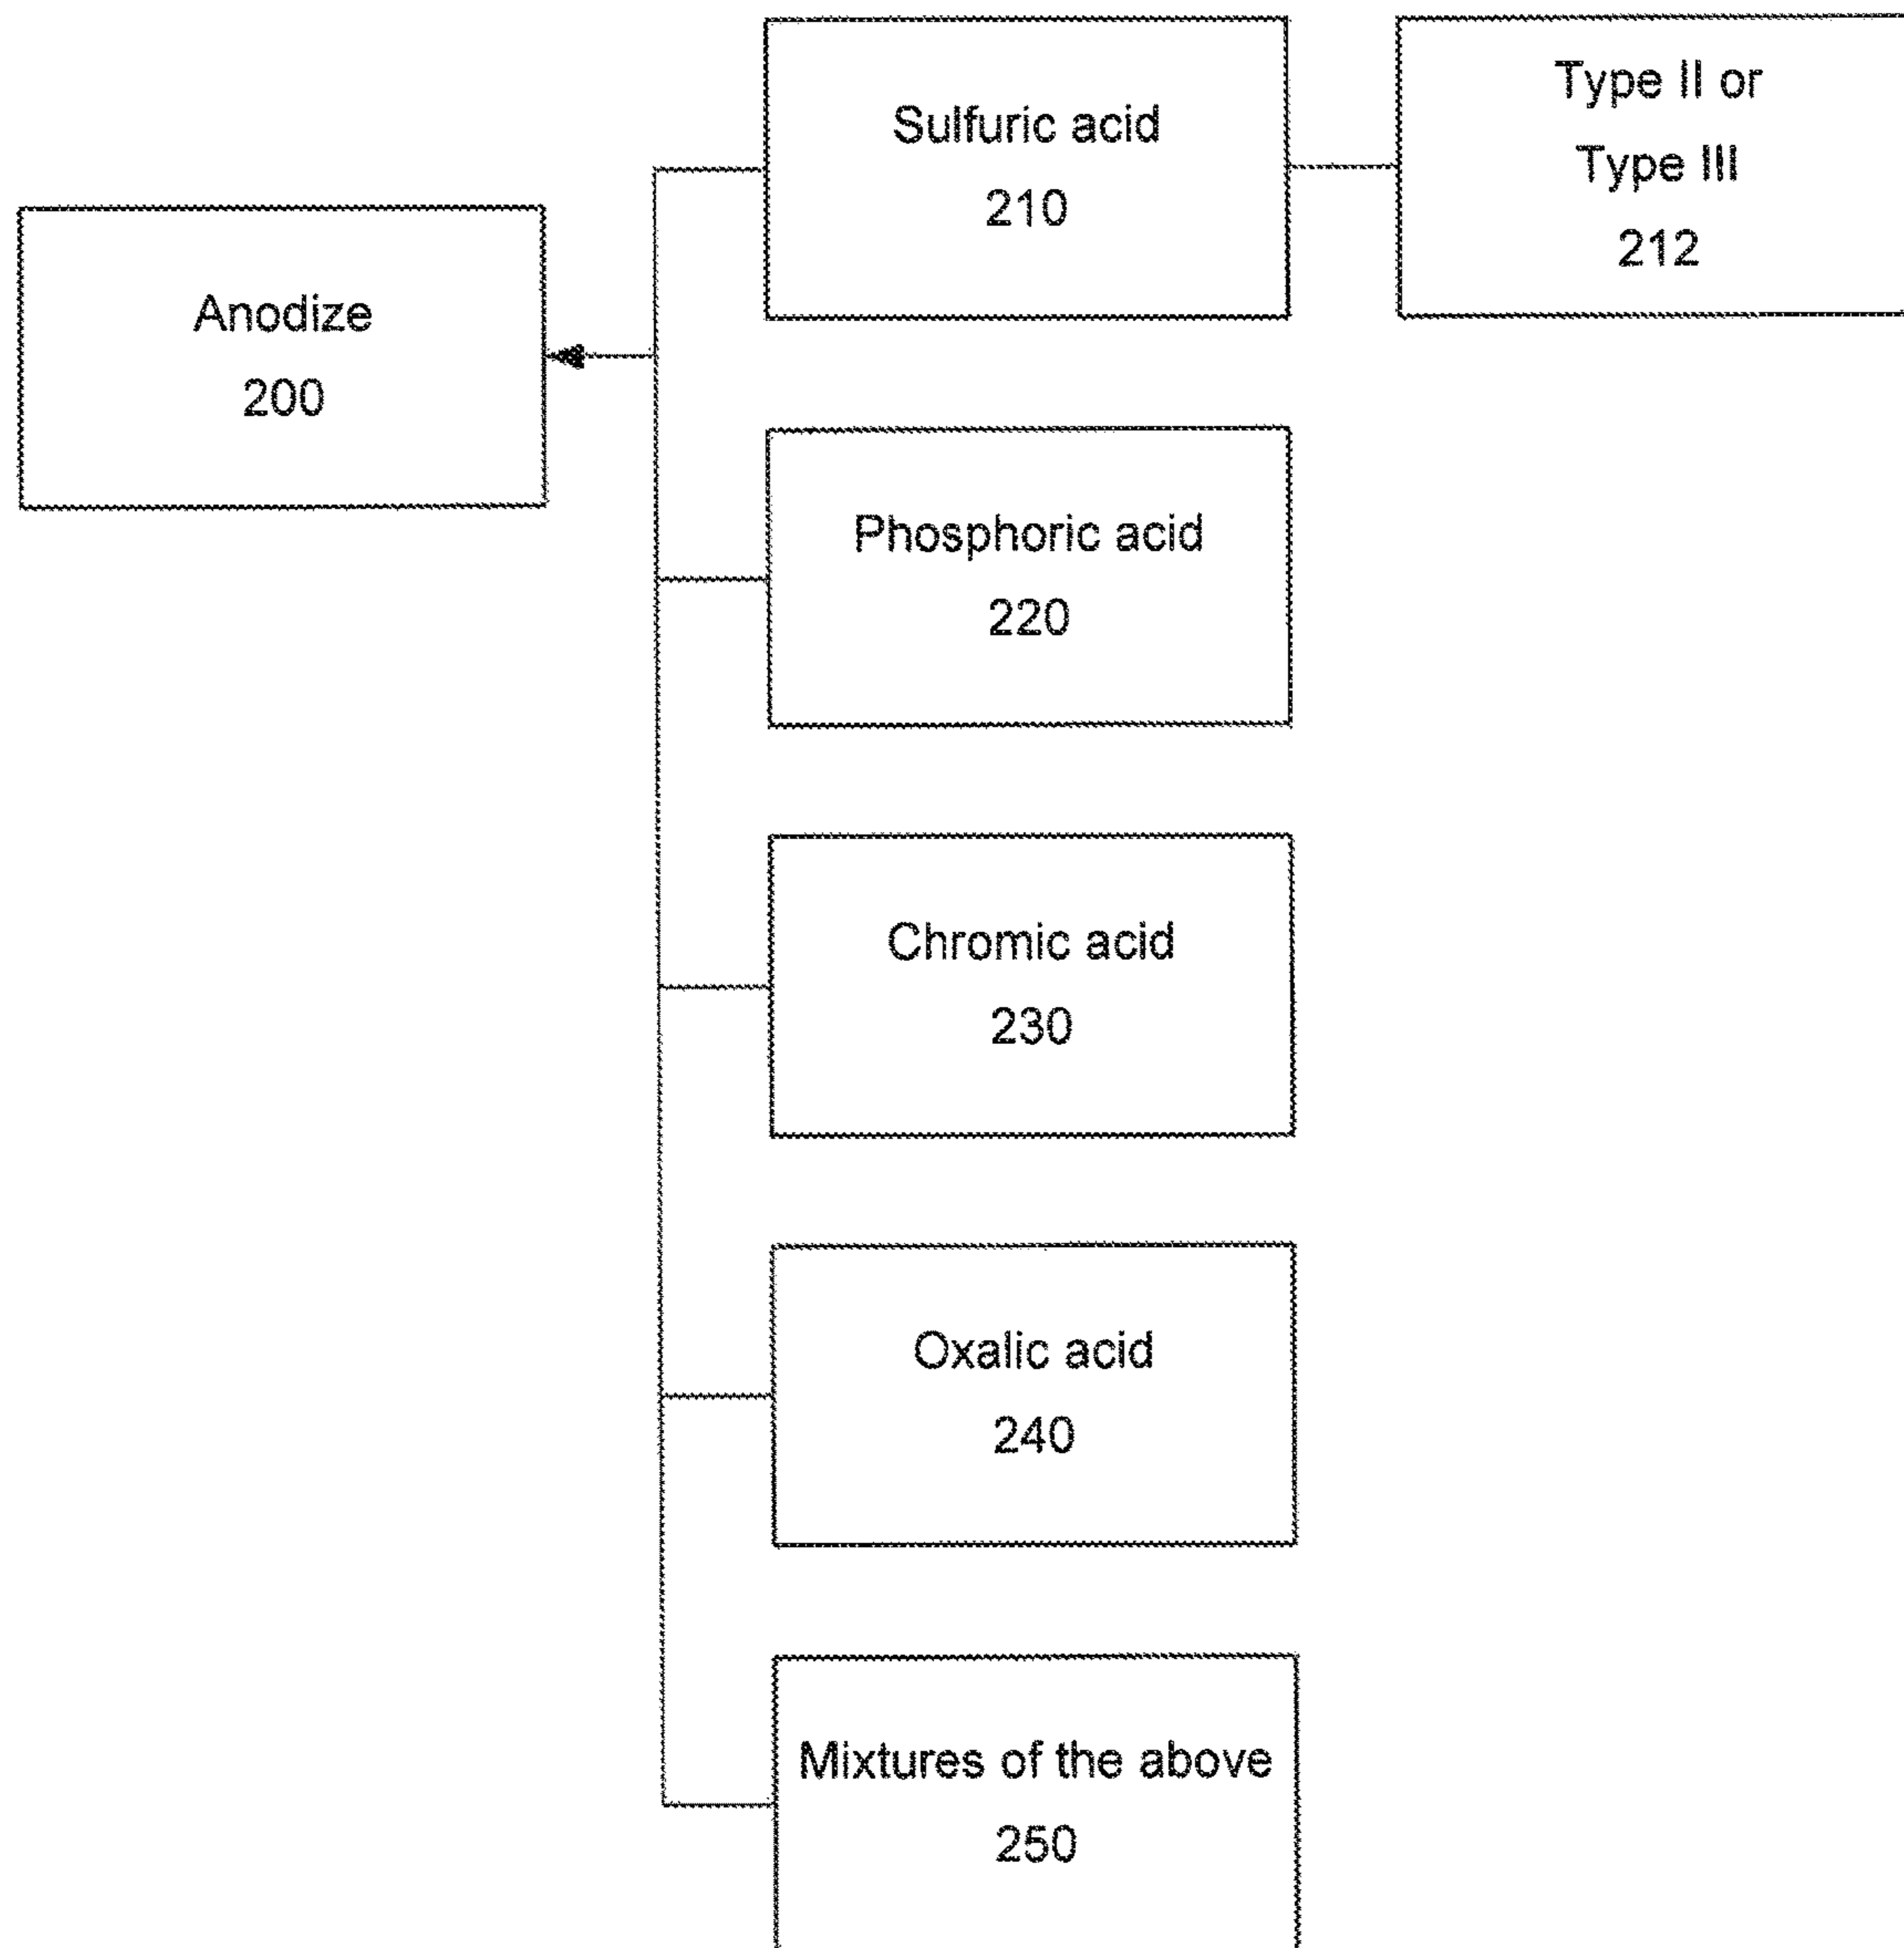 Sulfuric acid
210
Type II or
Type III
212
Anodize
200
Phosphoric acid
220
Chromic acid
230
Oxalic acid
240
Mixtures of the above
250